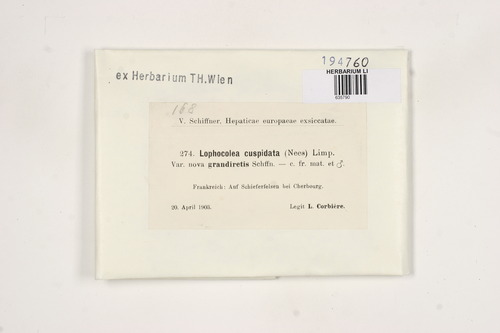 194760
HERBARIUM LI
ex Herbarium TH.Wien
168
V. Schiffner, Hepaticae europaeae exsiccatae.
274. Lophocolea cuspidata (Nees) Limp.
Var. nova grandiretis Schffn. — c. fr. mat. et ♂.
Frankreich: Auf Schieferfelsen bei Cherbourg.
20. April 1903.
Legit L. Corbière.